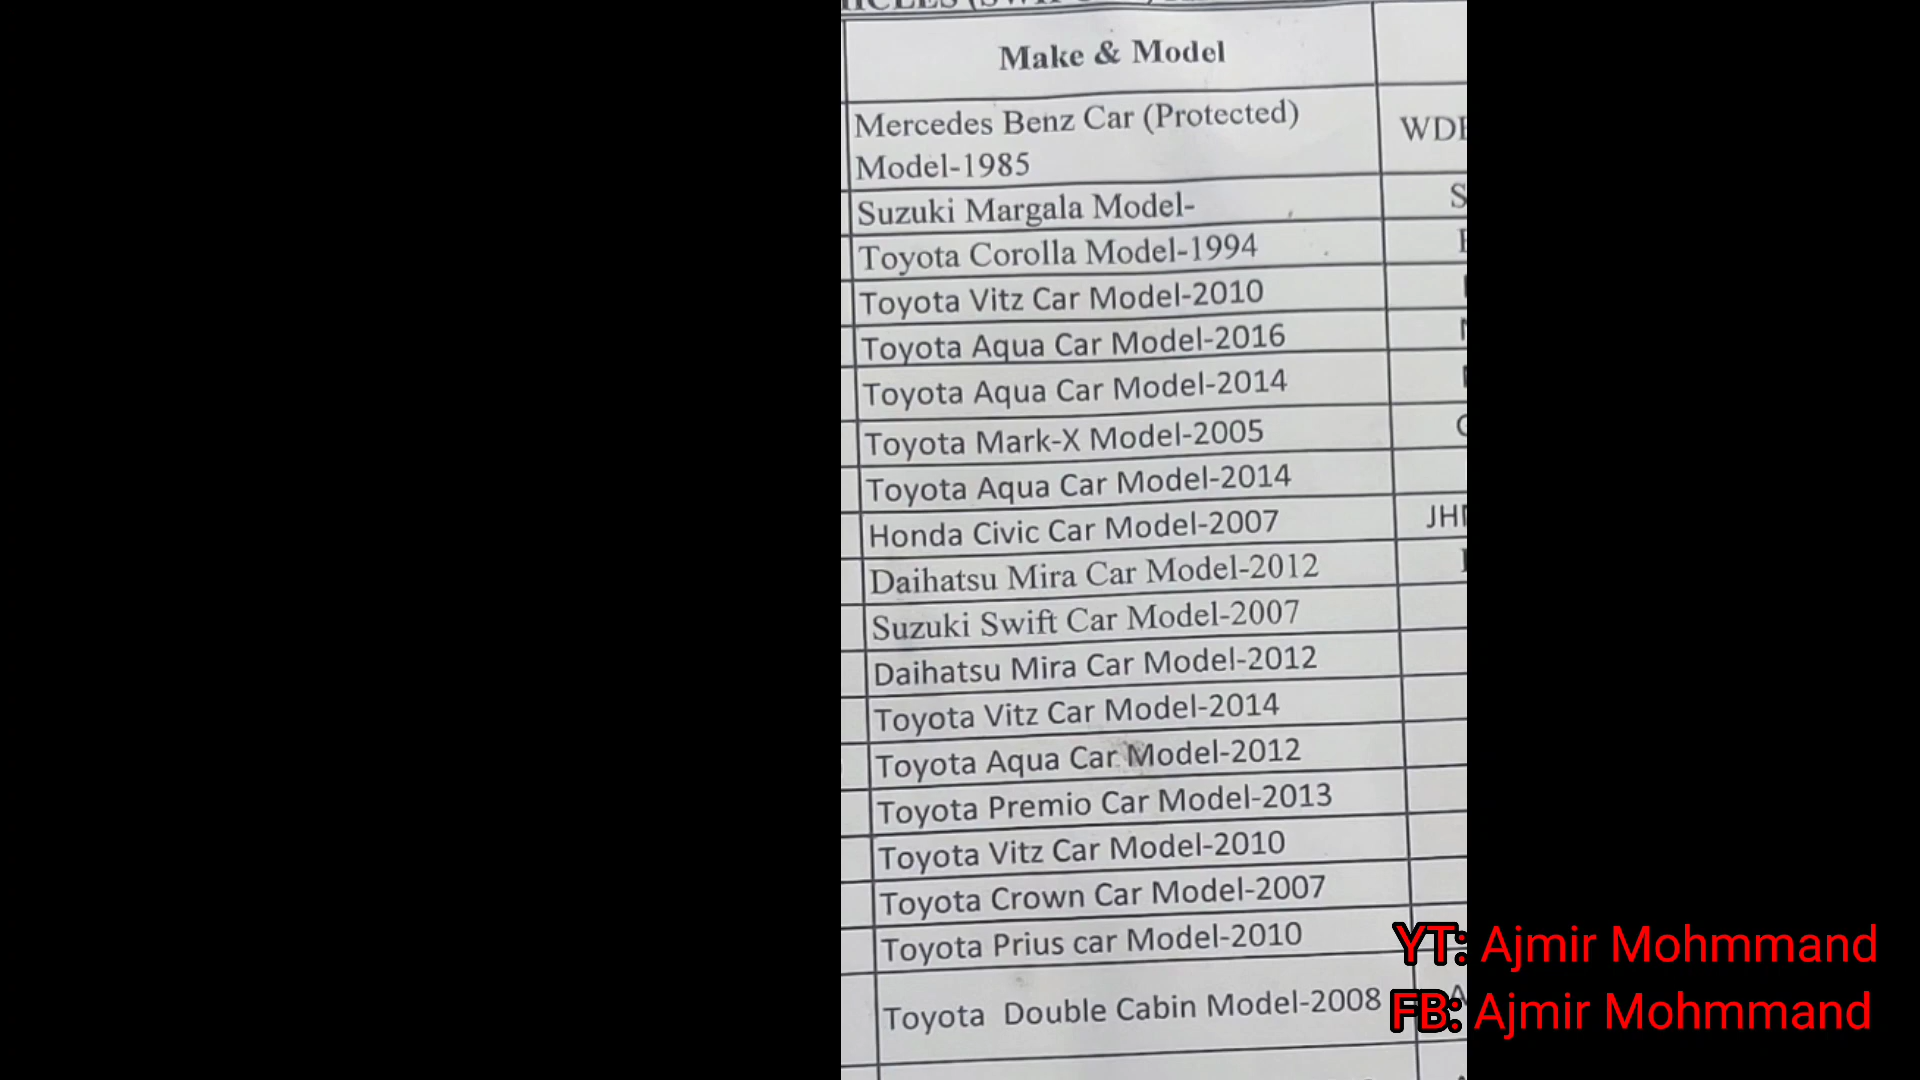 Make & Model
Mercedes Benz Car (Protected)
Model-1985
Suzuki Margala Model-
Toyota Corolla Model-1994
Toyota Vitz Car Model-2010
Toyota Aqua Car Model-2016
Toyota Aqua Car Model-2014
Toyota Mark-X Model-2005
Toyota Aqua Car Model-2014
Honda Civic Car Model-2007
JH
Daihatsu Mira Car Model-2012
Suzuki Swift Car Model-2007
Daihatsu Mira Car Model-2012
Toyota Vitz Car Model-2014
Toyota Aqua Car Model-2012
Toyota Premio Car Model-2013
Toyota Vitz Car Model-2010
Toyota Crown Car Model-2007
Toyota Prius car Model-2010
Toyota Double Cabin Model-2008
YT: Ajmir Mohmmand
FB: Ajmir Mohmmand